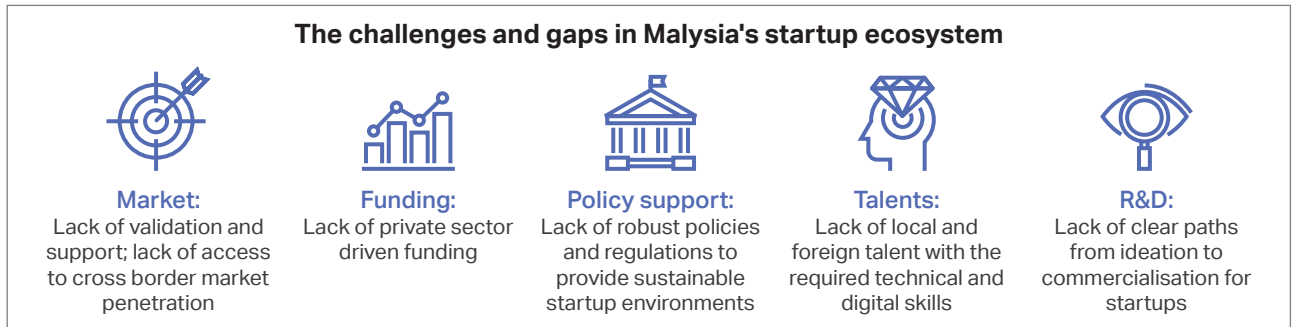 The challenges and gaps in Malysia's startup ecosystem
Market:
Lack of validation and
support; lack of access
to cross border market
penetration
Funding:
Lack of private sector
driven funding
Policy support:
Lack of robust policies
and regulations to
provide sustainable
startup environments
Talents:
Lack of local and
foreign talent with the
required technical and
digital skills
R&D:
Lack of clear paths
from ideation to
commercialisation for
startups